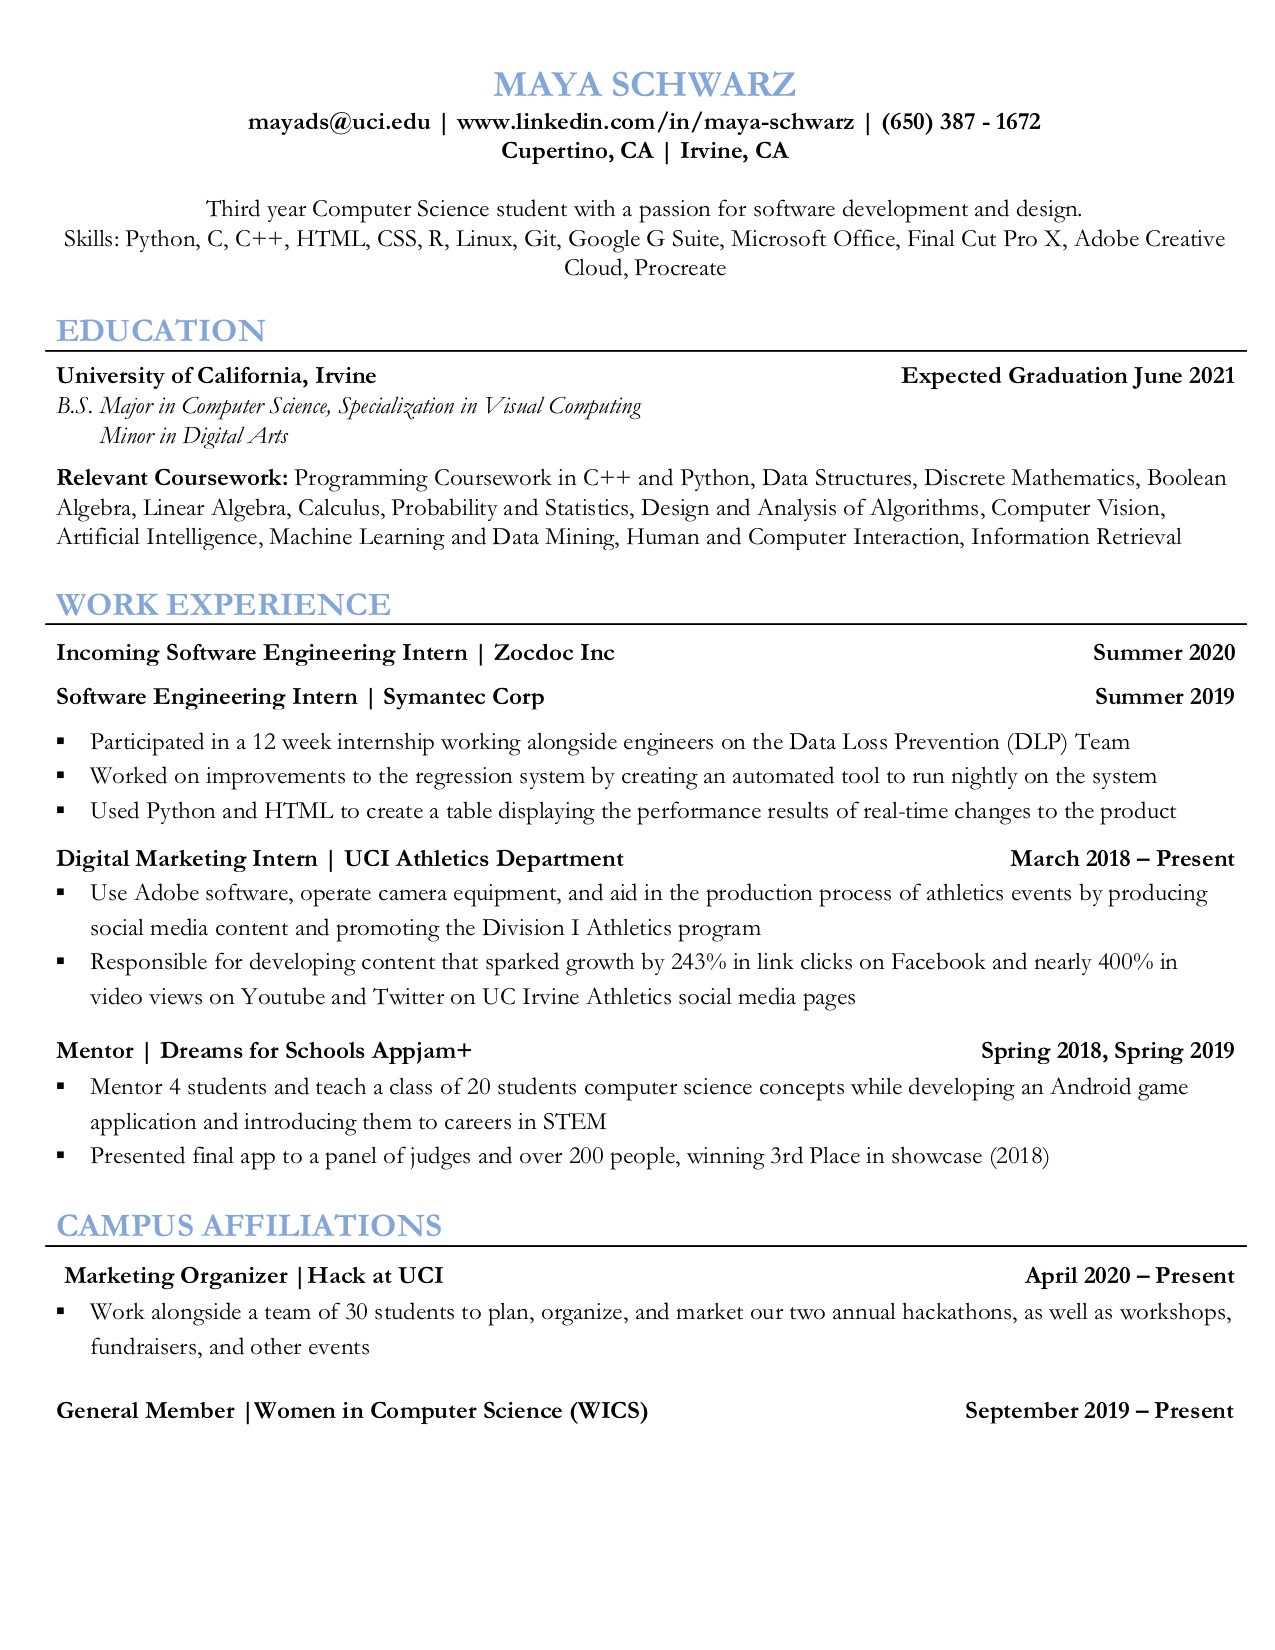 MAYA SCHWARZ
mayads@uci.edu | www.linkedin.com/in/maya-schwarz | (650) 387 - 1672
Cupertino, CA | Irvine, CA
Third year Computer Science student with a passion for software development and design.
Skills: Python, C, C++, HTML, CSS, R, Linux, Git, Google G Suite, Microsoft Office, Final Cut Pro X, Adobe Creative
Cloud, Procreate
EDUCATION
University of California, Irvine Expected Graduation June 2021
B.S. Major in Computer Science, Specialization in Visual Computing
Minor in Digital Arts
Relevant Coursework: Programming Coursework in C++ and Python, Data Structures, Discrete Mathematics, Boolean
Algebra, Linear Algebra, Calculus, Probability and Statistics, Design and Analysis of Algorithms, Computer Vision,
Artificial Intelligence, Machine Learning and Data Mining, Human and Computer Interaction, Information Retrieval
WORK EXPERIENCE
Incoming Software Engineering Intern | Zocdoc Inc Summer 2020
Software Engineering Intern | Symantec Corp Summer 2019
▪ Participated in a 12 week internship working alongside engineers on the Data Loss Prevention (DLP) Team
▪ Worked on improvements to the regression system by creating an automated tool to run nightly on the system
▪ Used Python and HTML to create a table displaying the performance results of real-time changes to the product
Digital Marketing Intern | UCI Athletics Department March 2018 – Present
▪ Use Adobe software, operate camera equipment, and aid in the production process of athletics events by producing
social media content and promoting the Division I Athletics program
▪ Responsible for developing content that sparked growth by 243% in link clicks on Facebook and nearly 400% in
video views on Youtube and Twitter on UC Irvine Athletics social media pages
Mentor | Dreams for Schools Appjam+ Spring 2018, Spring 2019
▪ Mentor 4 students and teach a class of 20 students computer science concepts while developing an Android game
application and introducing them to careers in STEM
▪ Presented final app to a panel of judges and over 200 people, winning 3rd Place in showcase (2018)
CAMPUS AFFILIATIONS
Marketing Organizer |Hack at UCI April 2020 – Present
▪ Work alongside a team of 30 students to plan, organize, and market our two annual hackathons, as well as workshops,
fundraisers, and other events
General Member |Women in Computer Science (WICS) September 2019 – Present